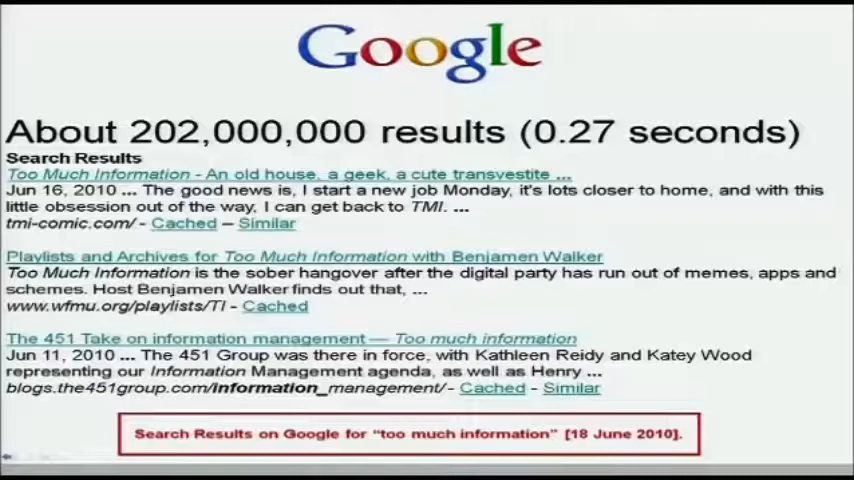 Google
About 202,000,000 results (0.27 seconds)
Search Results
Too Much Information - An old house, a geek, a cute transvestite ...
Jun 16, 2010 ... The good news is, I start a new job Monday, it's lots closer to home, and with this
little obsession out of the way, I can get back to TMI. ...
tmi-comic.com/ - Cached – Similar
Playlists and Archives for Too Much Information with Benjamen Walker
Too Much Information is the sober hangover after the digital party has run out of memes, apps and
schemes. Host Benjamen Walker finds out that, ...
www.wfmu.org/playlists/TI - Cached
The 451 Take on information management — Too much information
Jun 11, 2010 ... The 451 Group was there in force, with Kathleen Reidy and Katey Wood
representing our Information Management agenda, as well as Henry ...
blogs.the451group.com/information_management/ - Cached - Similar
Search Results on Google for "too much information" [18 June 2010].